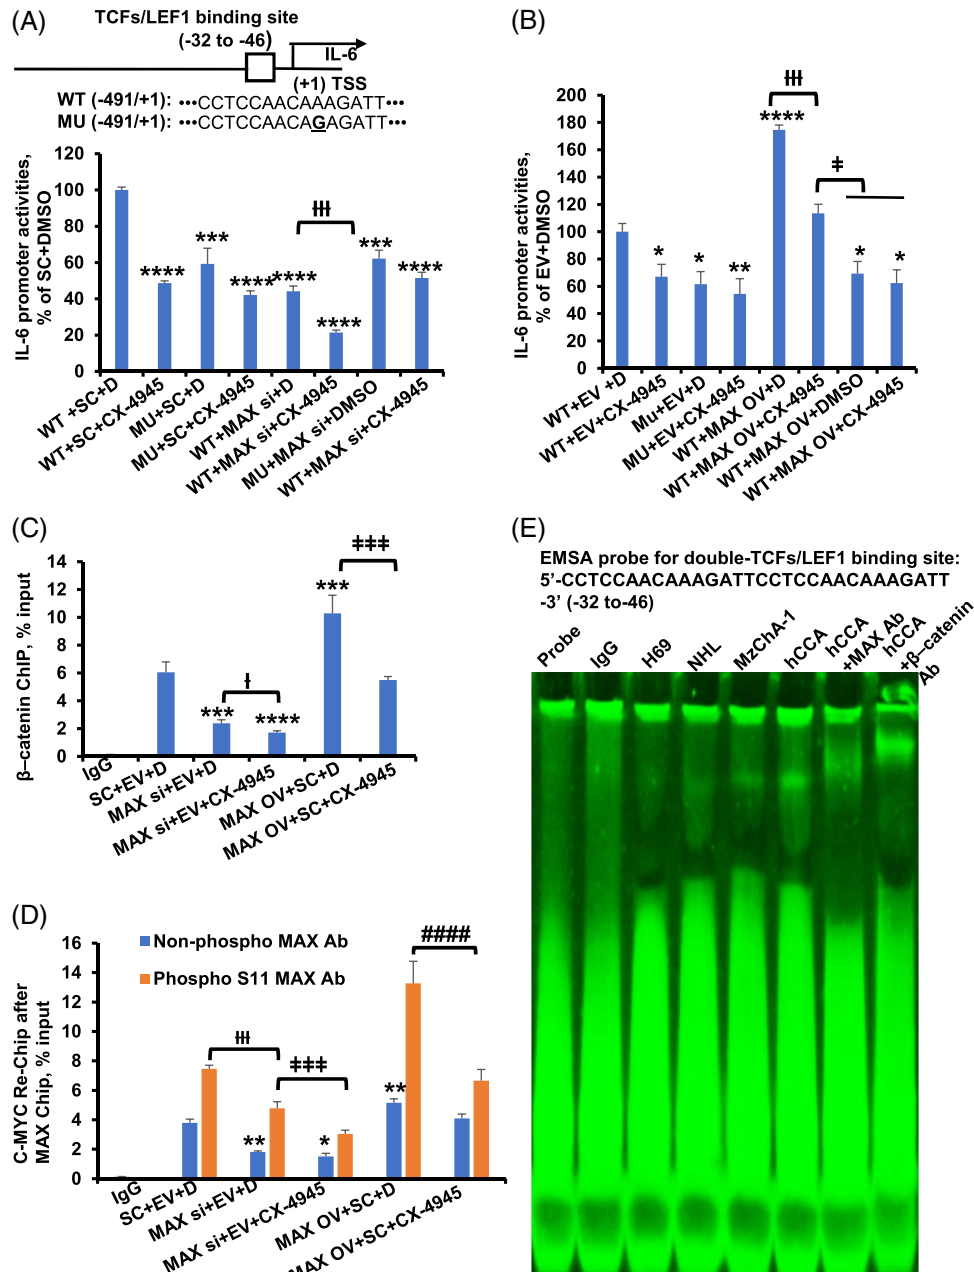 (A)
TCFs/LEF1 binding site
(-32 to -46)
IL-6
(+1) TSS
WT (-491/+1): •••CCTCCAACAAAGATT•••
MU (-491/+1): •••CCTCCAACAGAGATT•••
IL-6 promoter activities,
% of SC+DMSO
120
100
80
60
40
20
0
****
***
****
****
ƗƗƗ
****
***
****
WT +SC+D
WT+SC+CX-4945
MU+SC+D
MU+SC+CX-4945
WT+MAX si+D
WT+MAX si+CX-4945
MU+MAX si+DMSO
WT+MAX si+CX-4945
(B)
IL-6 promoter activities,
% of EV+DMSO
200
180
160
140
120
100
80
60
40
20
0
*
*
**
****
ƗƗƗ
ǂ
*
*
WT+EV +D
WT+EV+CX-4945
Mu+EV+D
MU+EV+CX-4945
WT+MAX OV+D
WT+MAX OV+CX-4945
WT+MAX OV+DMSO
WT+MAX OV+CX-4945
(C)
β–catenin ChIP, % input
14
12
10
8
6
4
2
0
***
Ɨ
****
***
ǂǂǂ
IgG
SC+EV+D
MAX si+EV+D
MAX si+EV+CX-4945
MAX OV+SC+D
MAX OV+SC+CX-4945
(D)
C-MYC Re-Chip after
MAX Chip, % input
16
14
12
10
8
6
4
2
0
Non-phospho MAX Ab
Phospho S11 MAX Ab
ƗƗƗ
**
ǂǂǂ
*
**
####
IgG
SC+EV+D
MAX si+EV+D
MAX si+EV+CX-4945
MAX OV+SC+D
MAX OV+SC+CX-4945
(E)
EMSA probe for double-TCFs/LEF1 binding site:
5'-CCTCCAACAAAGATTCCTCCAACAAAGATT
-3' (-32 to-46)
Probe
IgG
H69
NHL
MzChA-1
hCCA
hCCA
+MAX Ab
hCCA
+β–catenin
Ab